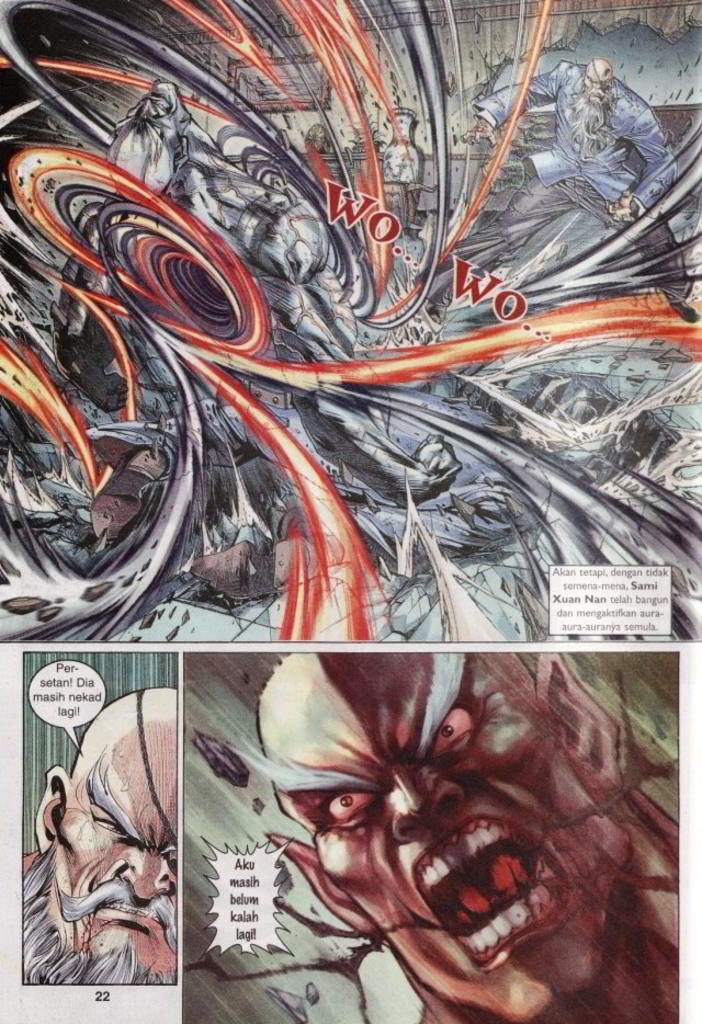 WO...
WO...
Akan tetapi, dengan tidak
semena-mena, Sami
Xuan Nan telah bangun
dan mengaktifkan aura-
aura-auranya semula.
Per-
setan! Dia
masih nekad
lagi!
Aku
masih
belum
kalah
lagi!
22